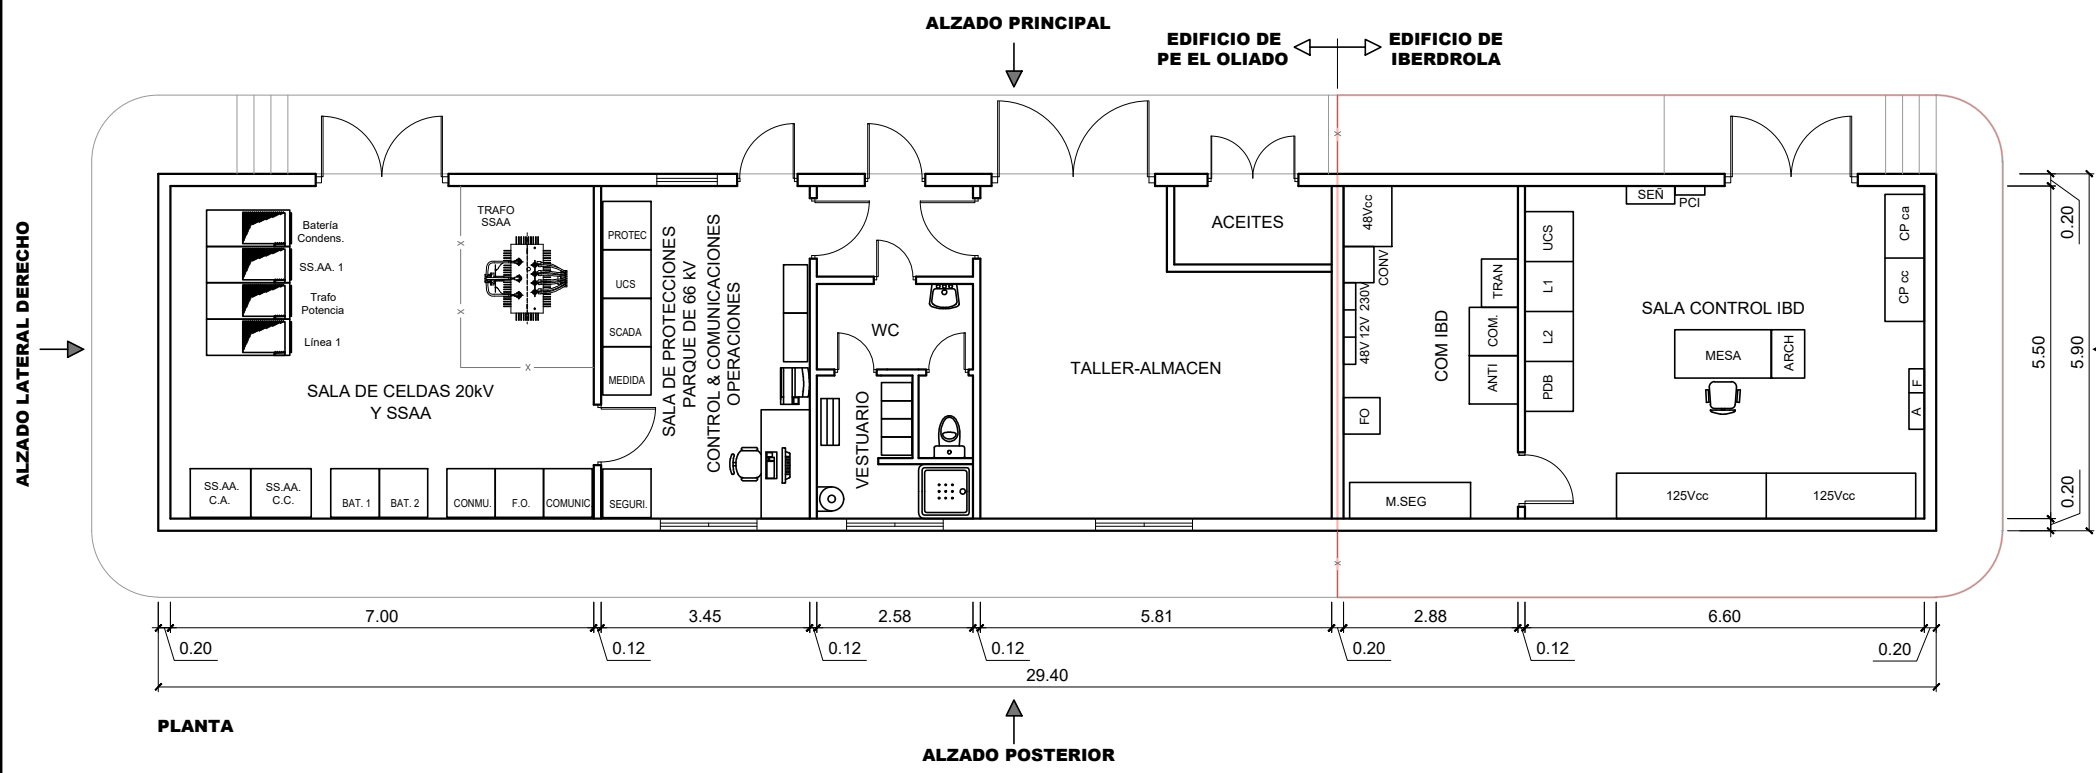 ALZADO PRINCIPAL
EDIFICIO DE
PE EL OLIADO
EDIFICIO DE
IBERDROLA
ALZADO LATERAL DERECHO
Batería
Condens.
SS.AA. 1
Trafo
Potencia
Línea 1
TRAFO
SSAA
x
x
x
SALA DE CELDAS 20kV
Y SSAA
SS.AA.
C.A.
SS.AA.
C.C.
BAT. 1
BAT. 2
CONMU.
F.O.
COMUNIC
PROTEC
UCS
SCADA
MEDIDA
SEGURI.
SALA DE PROTECCIONES
PARQUE DE 66 kV
CONTROL & COMUNICACIONES
OPERACIONES
WC
VESTUARIO
TALLER-ALMACEN
ACEITES
x
x
48Vcc
CONV
48V 12V 230V
FO
M.SEG
COM IBD
TRAN
COM.
ANTI
UCS
L1
L2
PDB
SEÑ
PCI
SALA CONTROL IBD
MESA
ARCH
CP ca
CP cc
F
A
125Vcc
125Vcc
0.20
5.50
5.90
0.20
7.00
3.45
2.58
5.81
2.88
6.60
0.20
0.12
0.12
0.12
0.20
0.12
0.20
29.40
PLANTA
ALZADO POSTERIOR